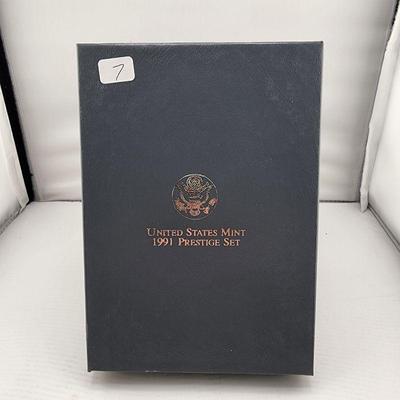 7
UNITED STATES MINT
1991 PRESTIGE SET